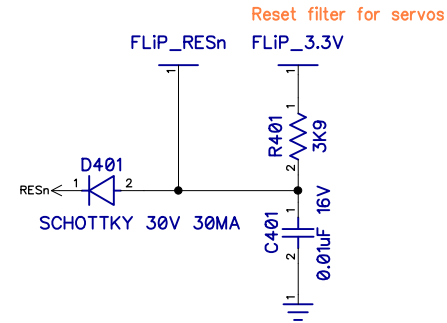 Reset filter for servos
FLiP_RESn
FLiP_3.3V
1
1
1
R401
3K9
2
D401
RESn
1
2
SCHOTTKY 30V 30MA
1
C401
0.01uF 16V
2
1